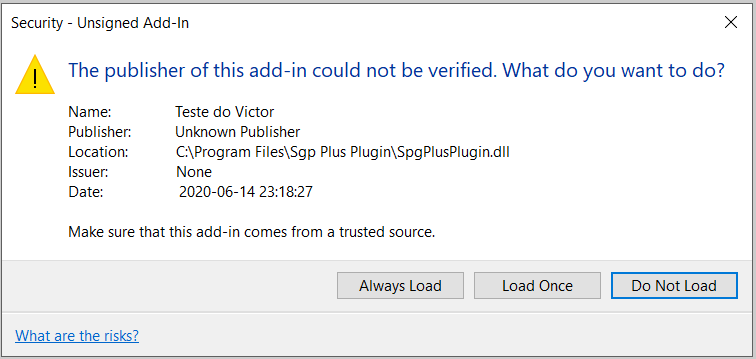 Security - Unsigned Add-In
The publisher of this add-in could not be verified. What do you want to do?
Name: Teste do Victor
Publisher: Unknown Publisher
Location: C:\Program Files\Sgp Plus Plugin\SpgPlusPlugin.dll
Issuer: None
Date: 2020-06-14 23:18:27
Make sure that this add-in comes from a trusted source.
Always Load Load Once Do Not Load
What are the risks?